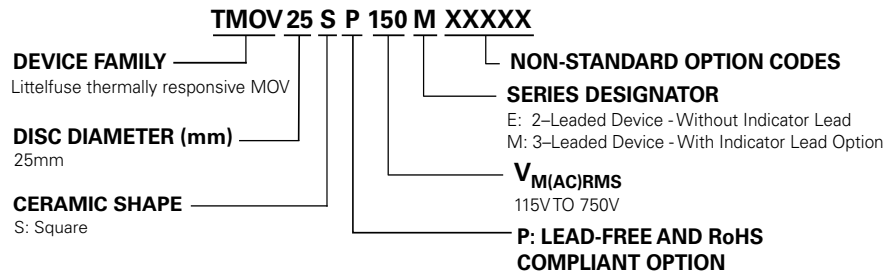 TMOV 25 S P 150 M XXXXX
DEVICE FAMILY
Littelfuse thermally responsive MOV
DISC DIAMETER (mm)
25mm
CERAMIC SHAPE
S: Square
NON-STANDARD OPTION CODES
SERIES DESIGNATOR
E: 2–Leaded Device - Without Indicator Lead
M: 3–Leaded Device - With Indicator Lead Option
VM(AC)RMS
115V TO 750V
P: LEAD-FREE AND RoHS
COMPLIANT OPTION